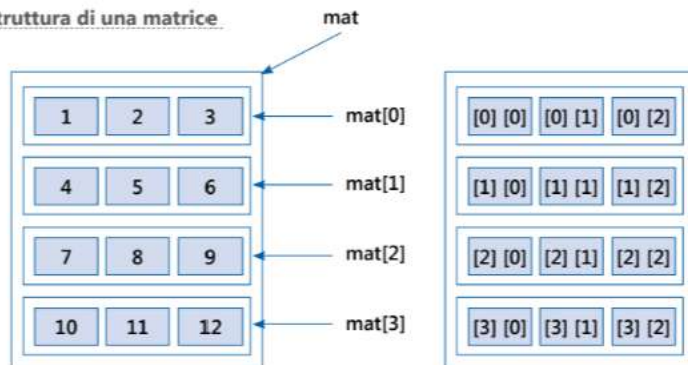 truttura di una matrice
mat
1 2 3
mat[0]
[0] [0] [0] [1] [0] [2]
4 5 6
mat[1]
[1] [0] [1] [1] [1] [2]
7 8 9
mat[2]
[2] [0] [2] [1] [2] [2]
10 11 12
mat[3]
[3] [0] [3] [1] [3] [2]